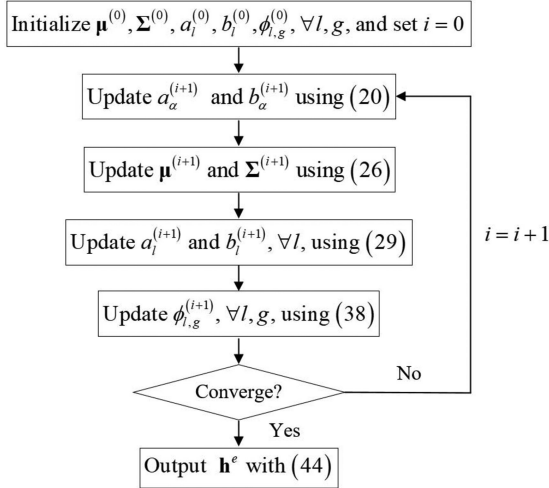 Initialize μ^(0), Σ^(0), a_l^(0), b_l^(0), ϕ_{l,g}^(0), ∀l, g, and set i = 0
Update a_α^(i+1) and b_α^(i+1) using (20)
Update μ^(i+1) and Σ^(i+1) using (26)
Update a_l^(i+1) and b_l^(i+1), ∀l, using (29)
i = i + 1
Update ϕ_{l,g}^(i+1), ∀l, g, using (38)
Converge?
No
Yes
Output h^e with (44)